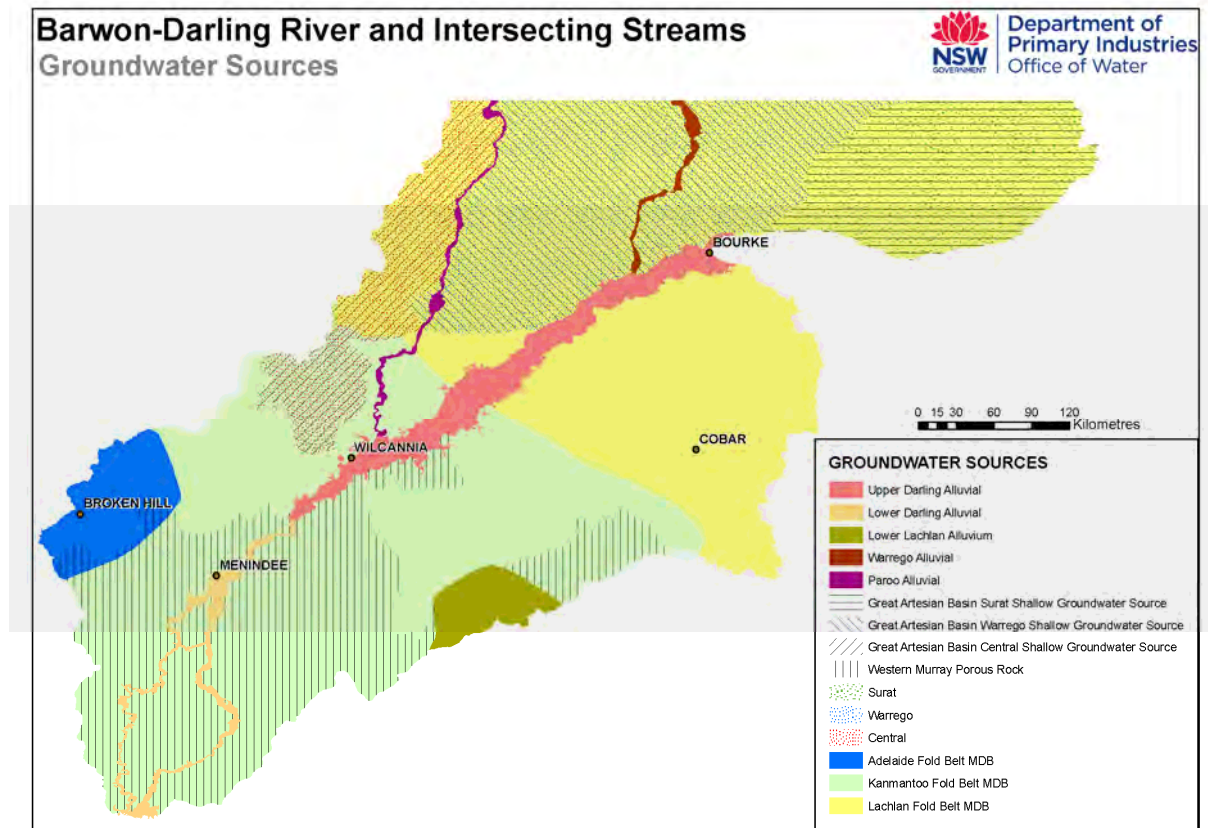 Barwon-Darling River and Intersecting Streams
Groundwater Sources
NSW
GOVERNMENT
Department of
Primary Industries
Office of Water
BOURKE
WILCANNIA
COBAR
BROKEN HILL
MENINDEE
0 15 30 60 90 120
Kilometres
GROUNDWATER SOURCES
Upper Darling Alluvial
Lower Darling Alluvial
Lower Lachlan Alluvium
Warrego Alluvial
Paroo Alluvial
Great Artesian Basin Surat Shallow Groundwater Source
Great Artesian Basin Warrego Shallow Groundwater Source
Great Artesian Basin Central Shallow Groundwater Source
Western Murray Porous Rock
Surat
Warrego
Central
Adelaide Fold Belt MDB
Kanmantoo Fold Belt MDB
Lachlan Fold Belt MDB